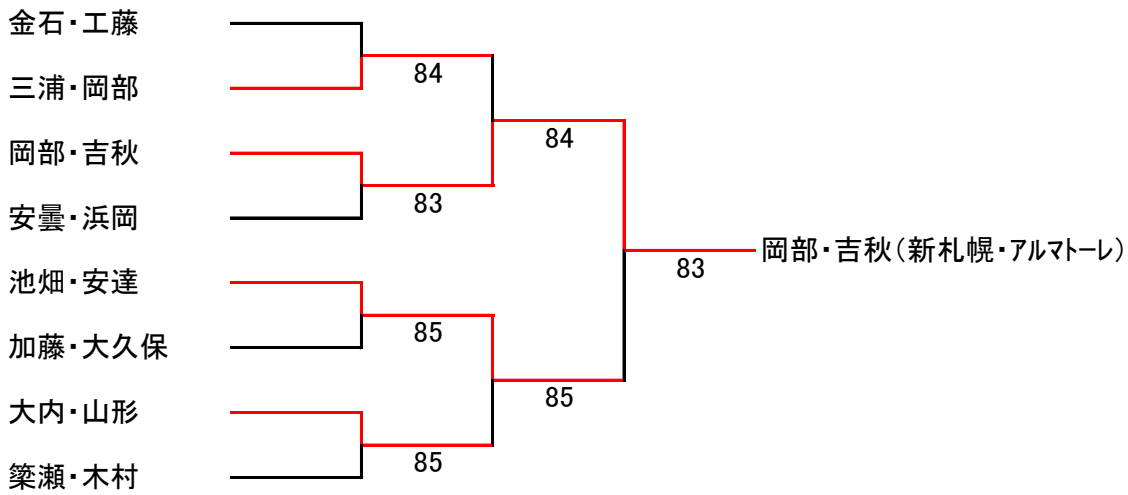 金石・工藤
84
三浦・岡部
84
岡部・吉秋
83
安曇・浜岡
岡部・吉秋(新札幌・アルマトーレ)
83
池畑・安達
85
加藤・大久保
85
大内・山形
85
簗瀬・木村